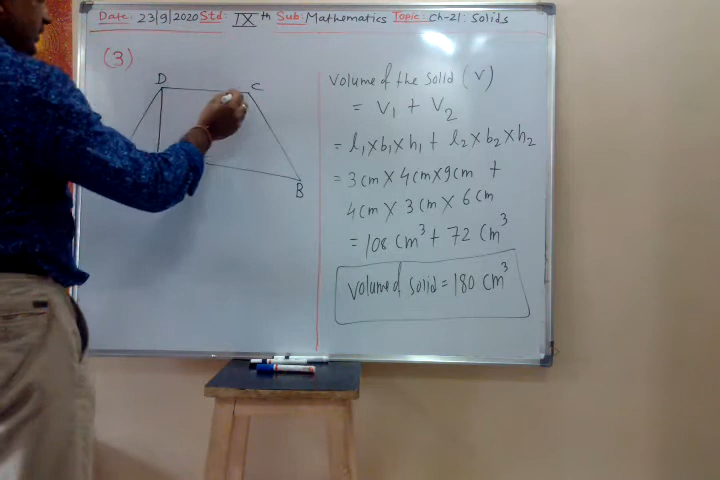 Date: 23/9/2020 Std: IXth Sub: Mathematics Topic: Ch-21: Solids
(3)
D
C
B
Volume of the solid (V)
= V1 + V2
= l1×b1×h1 + l2×b2×h2
= 3cm×4cm×9cm +
4cm×3cm×6cm
= 108 cm³ + 72 cm³
Volume of solid = 180 cm³